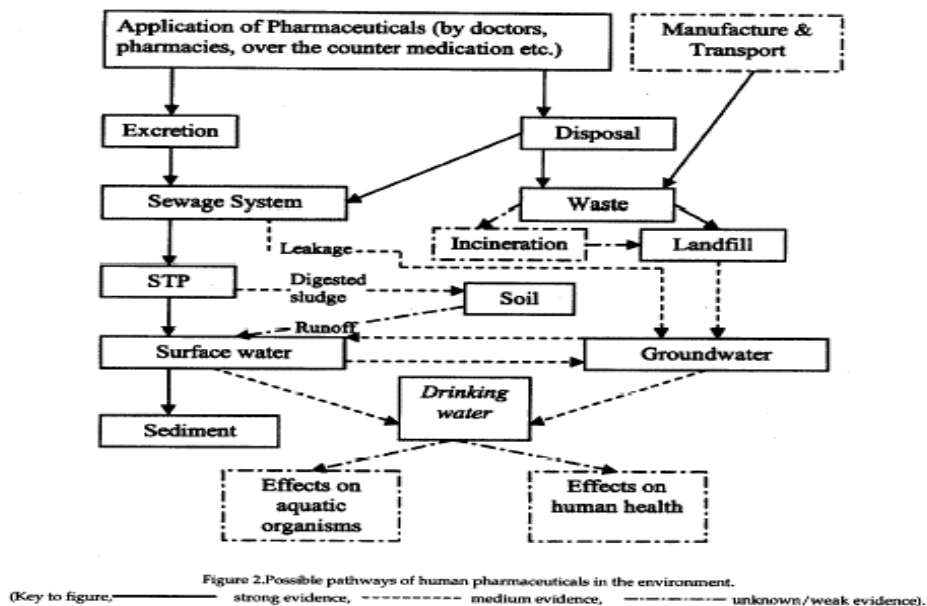 Application of Pharmaceuticals (by doctors,
pharmacies, over the counter medication etc.)
Manufacture &
Transport
Excretion
Disposal
Sewage System
Waste
Leakage
Incineration
Landfill
STP
Digested
sludge
Soil
Runoff
Surface water
Groundwater
Drinking
water
Sediment
Effects on
aquatic
organisms
Effects on
human health
Figure 2.Possible pathways of human pharmaceuticals in the environment.
(Key to figure, strong evidence, medium evidence, unknown/weak evidence).